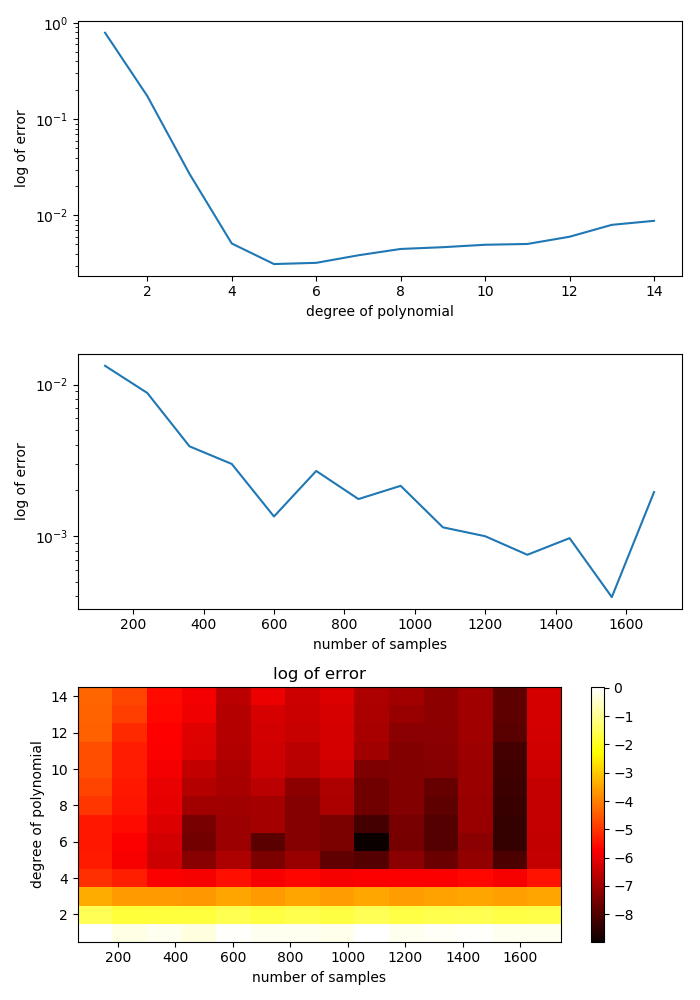 10⁰
10⁻¹
10⁻²
log of error
2 4 6 8 10 12 14
degree of polynomial
10⁻²
10⁻³
log of error
200 400 600 800 1000 1200 1400 1600
number of samples
log of error
14
12
10
8
6
4
2
degree of polynomial
200 400 600 800 1000 1200 1400 1600
number of samples
0
−1
−2
−3
−4
−5
−6
−7
−8